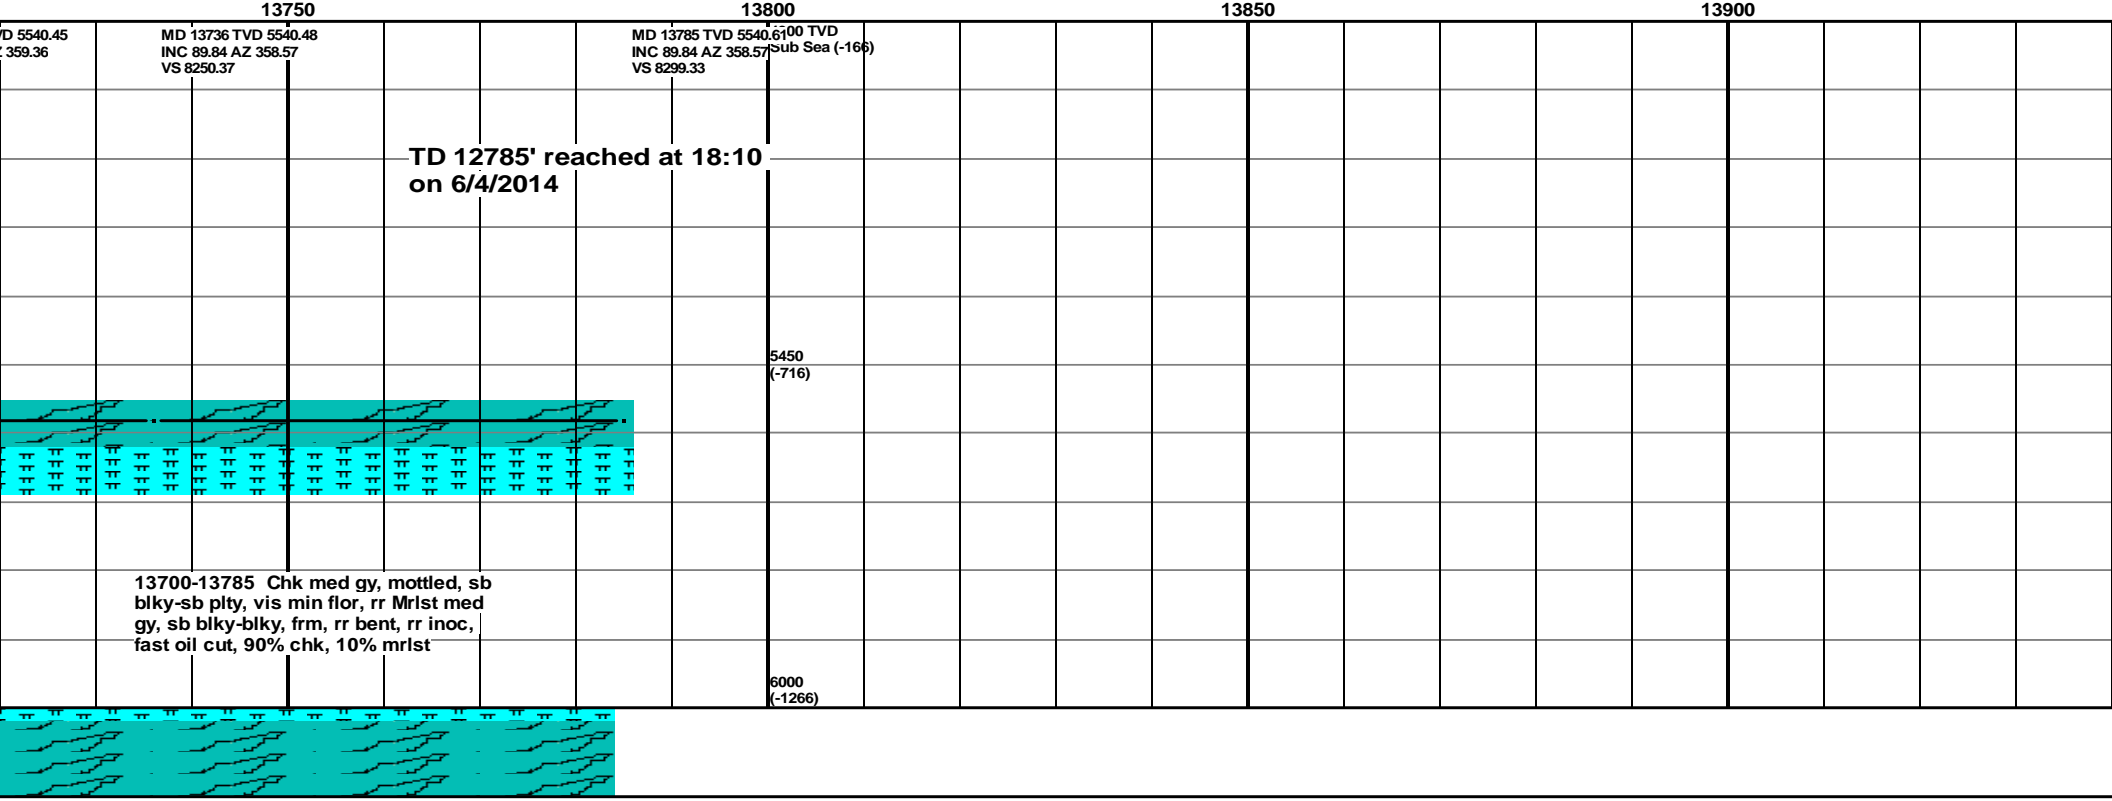 13750 13800 13850 13900
VD 5540.45
359.36
MD 13736 TVD 5540.48
INC 89.84 AZ 358.57
VS 8250.37
MD 13785 TVD 5540.61
INC 89.84 AZ 358.57
VS 8299.33
00 TVD
Sub Sea (-166)
TD 12785' reached at 18:10
on 6/4/2014
5450
(-716)
13700-13785 Chk med gy, mottled, sb
blky-sb plty, vis min flor, rr Mrlst med
gy, sb blky-blky, frm, rr bent, rr inoc,
fast oil cut, 90% chk, 10% mrlst
6000
(-1266)